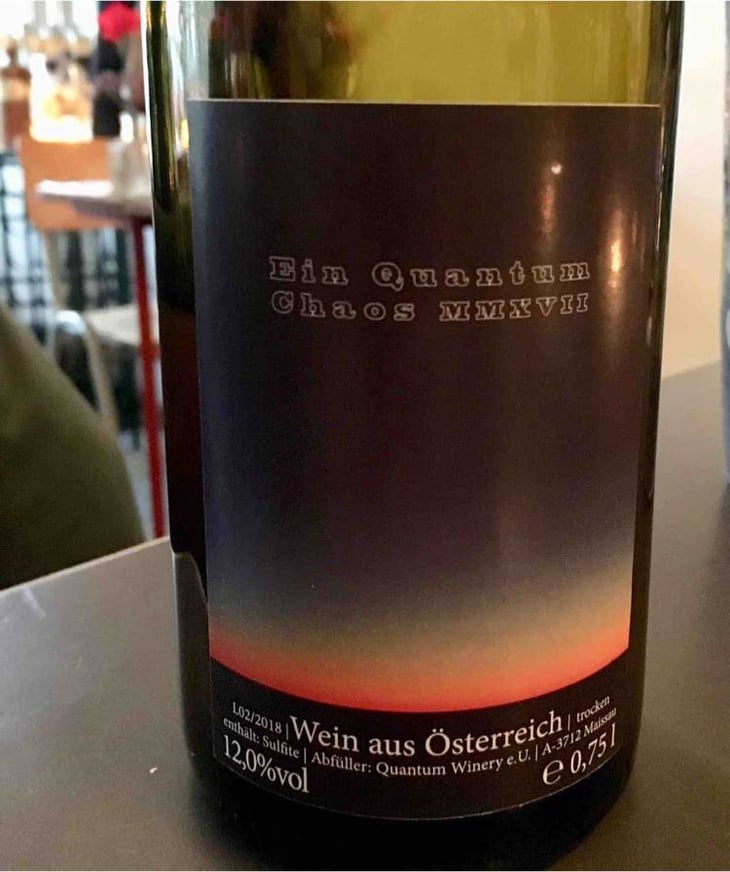 Ein Quantum
Chaos MMXVII
L02/2018 | Wein aus Österreich | trocken
enthält: Sulfite | Abfüller: Quantum Winery e.U. | A-3712 Maissau
12,0%vol ℮ 0,75 l